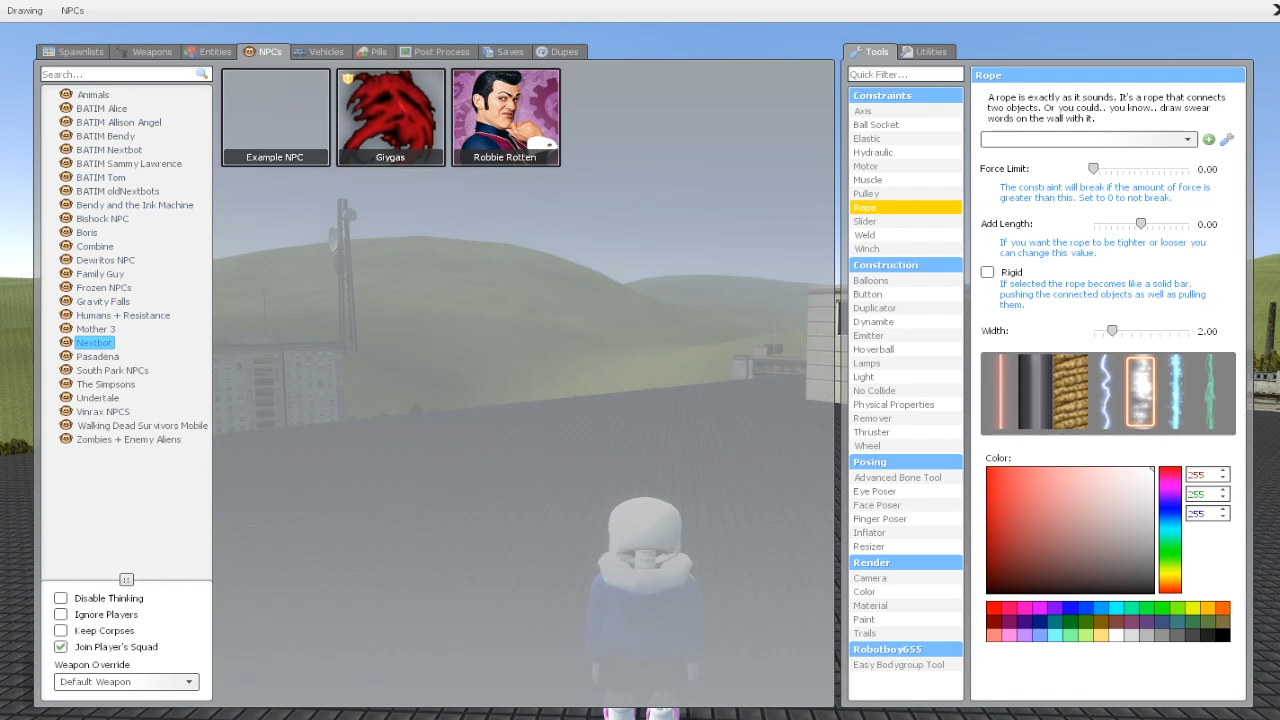 Drawing NPCs
Spawnlists Weapons Entities NPCs Vehicles Pills Post Process Saves Dupes
Search...
Animals
BATIM Alice
BATIM Allison Angel
BATIM Bendy
BATIM Nextbot
BATIM Sammy Lawrence
BATIM Tom
BATIM oldNextbots
Bendy and the Ink Machine
Bishock NPC
Boris
Combine
Dewritos NPC
Family Guy
Frozen NPCs
Gravity Falls
Humans + Resistance
Mother 3
Nextbot
Pasadena
South Park NPCs
The Simpsons
Undertale
Vinrax NPCS
Walking Dead Survivors Mobile
Zombies + Enemy Aliens
Disable Thinking
Ignore Players
Keep Corpses
Join Player's Squad
Weapon Override
Default Weapon
Example NPC
Giygas
Robbie Rotten
Tools Utilities
Quick Filter...
Constraints
Axis
Ball Socket
Elastic
Hydraulic
Motor
Muscle
Pulley
Rope
Slider
Weld
Winch
Construction
Balloons
Button
Duplicator
Dynamite
Emitter
Hoverball
Lamps
Light
No Collide
Physical Properties
Remover
Thruster
Wheel
Posing
Advanced Bone Tool
Eye Poser
Face Poser
Finger Poser
Inflator
Resizer
Render
Camera
Color
Material
Paint
Trails
Robotboy655
Easy Bodygroup Tool
Rope
A rope is exactly as it sounds. It's a rope that connects
two objects. Or you could.. you know.. draw swear
words on the wall with it.
Force Limit: 0.00
The constraint will break if the amount of force is
greater than this. Set to 0 to not break.
Add Length: 0.00
If you want the rope to be tighter or looser you
can change this value.
Rigid
If selected the rope becomes like a solid bar,
pushing the connected objects as well as pulling
them.
Width: 2.00
Color:
255
255
255